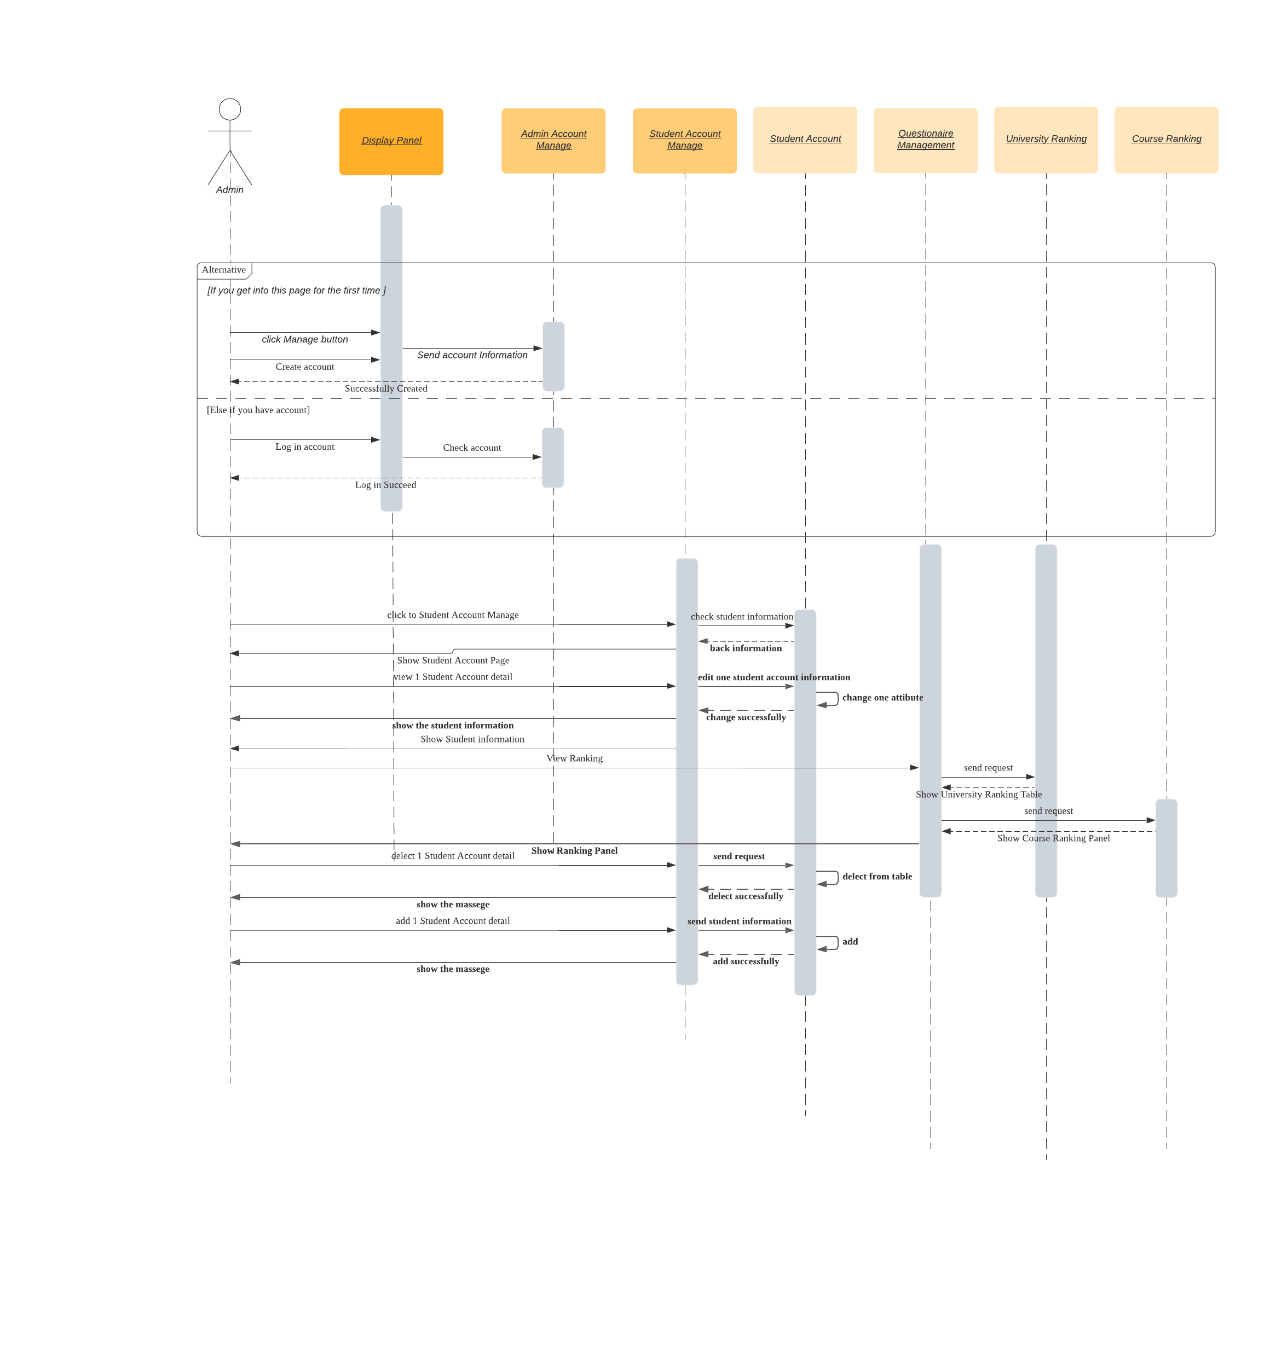 Admin
Display Panel
Admin Account
Manage
Student Account
Manage
Student Account
Questionaire
Management
University Ranking
Course Ranking
Alternative
[If you get into this page for the first time ]
click Manage button
Send account Information
Create account
Successfully Created
[Else if you have account]
Log in account
Check account
Log in Succeed
click to Student Account Manage
check student information
back information
Show Student Account Page
view 1 Student Account detail
edit one student account information
change one attibute
change successfully
show the student information
Show Student information
View Ranking
send request
Show University Ranking Table
send request
Show Course Ranking Panel
Show Ranking Panel
delect 1 Student Account detail
send request
delect from table
delect successfully
show the massege
add 1 Student Account detail
send student information
add
add successfully
show the massege